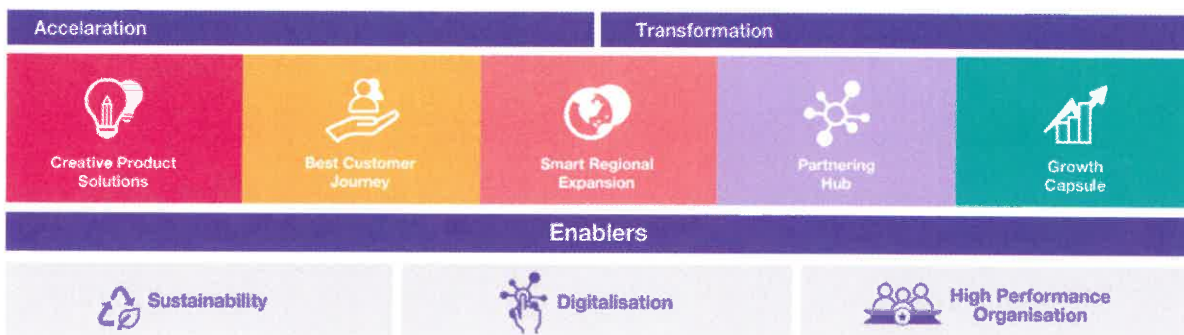 Accelaration
Transformation
Creative Product
Solutions
Best Customer
Journey
Smart Regional
Expansion
Partnering
Hub
Growth
Capsule
Enablers
Sustainability
Digitalisation
High Performance
Organisation